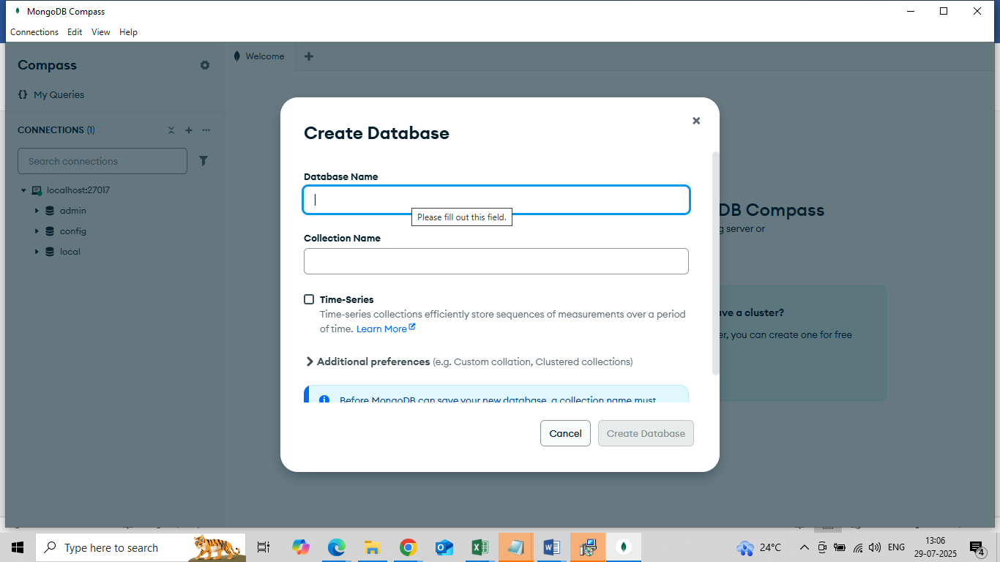 MongoDB Compass
Connections Edit View Help
Compass
Welcome
{} My Queries
CONNECTIONS (1)
Search connections
localhost:27017
admin
config
local
Create Database
Database Name
Please fill out this field.
Collection Name
Time-Series
Time-series collections efficiently store sequences of measurements over a period
of time. Learn More
Additional preferences (e.g. Custom collation, Clustered collections)
Before MongoDB can save your new database, a collection name must
Cancel Create Database
DB Compass
g server or
ave a cluster?
er, you can create one for free
Type here to search
24°C
ENG
13:06
29-07-2025
4